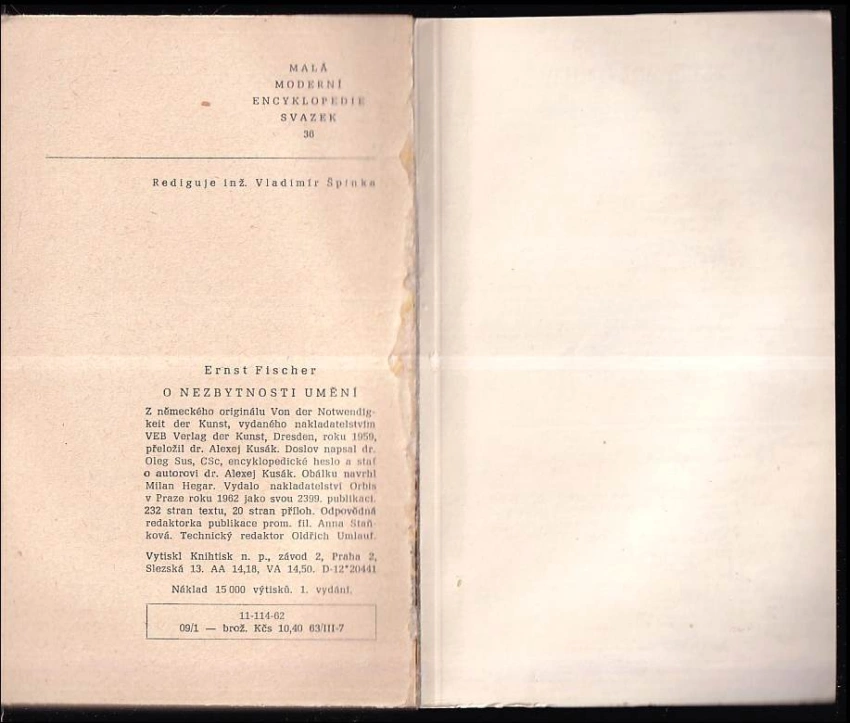 MALÁ
MODERNÍ
ENCYKLOPEDIE
SVAZEK
36
Rediguje inž. Vladimír Špinka
Ernst Fischer
O NEZBYTNOSTI UMĚNÍ
Z německého originálu Von der Notwendig-
keit der Kunst, vydaného nakladatelstvím
VEB Verlag der Kunst, Dresden, roku 1959,
přeložil dr. Alexej Kusák. Doslov napsal dr.
Oleg Sus, CSc, encyklopedické heslo a stať
o autorovi dr. Alexej Kusák. Obálku navrhl
Milan Hegar. Vydalo nakladatelství Orbis
v Praze roku 1962 jako svou 2399. publikaci.
232 stran textu, 20 stran příloh. Odpovědná
redaktorka publikace prom. fil. Anna Staň-
ková. Technický redaktor Oldřich Umlauf.
Vytiskl Knihtisk n. p., závod 2, Praha 2,
Slezská 13. AA 14,18, VA 14,50. D-12*20441
Náklad 15 000 výtisků. 1. vydání.
11-114-62
09/1 — brož. Kčs 10,40 63/III-7